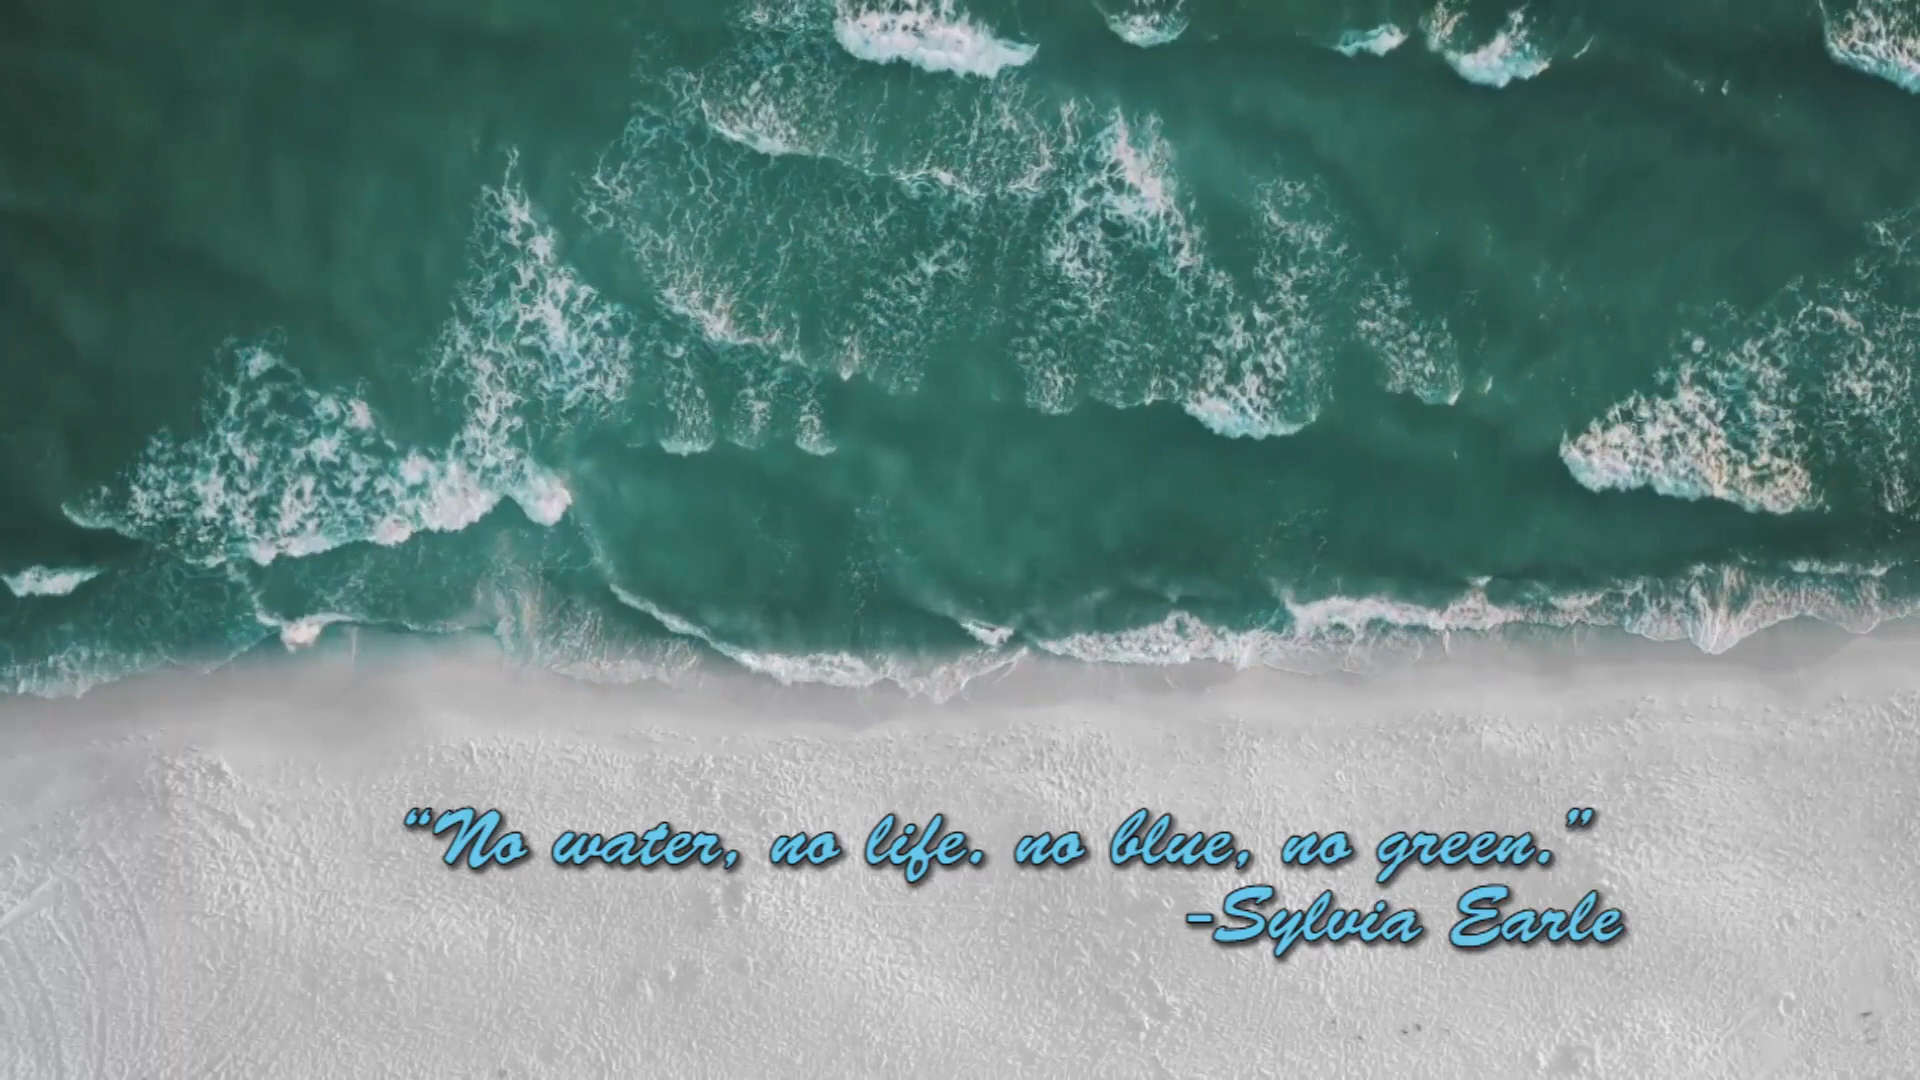 “No water, no life. no blue, no green.”
-Sylvia Earle